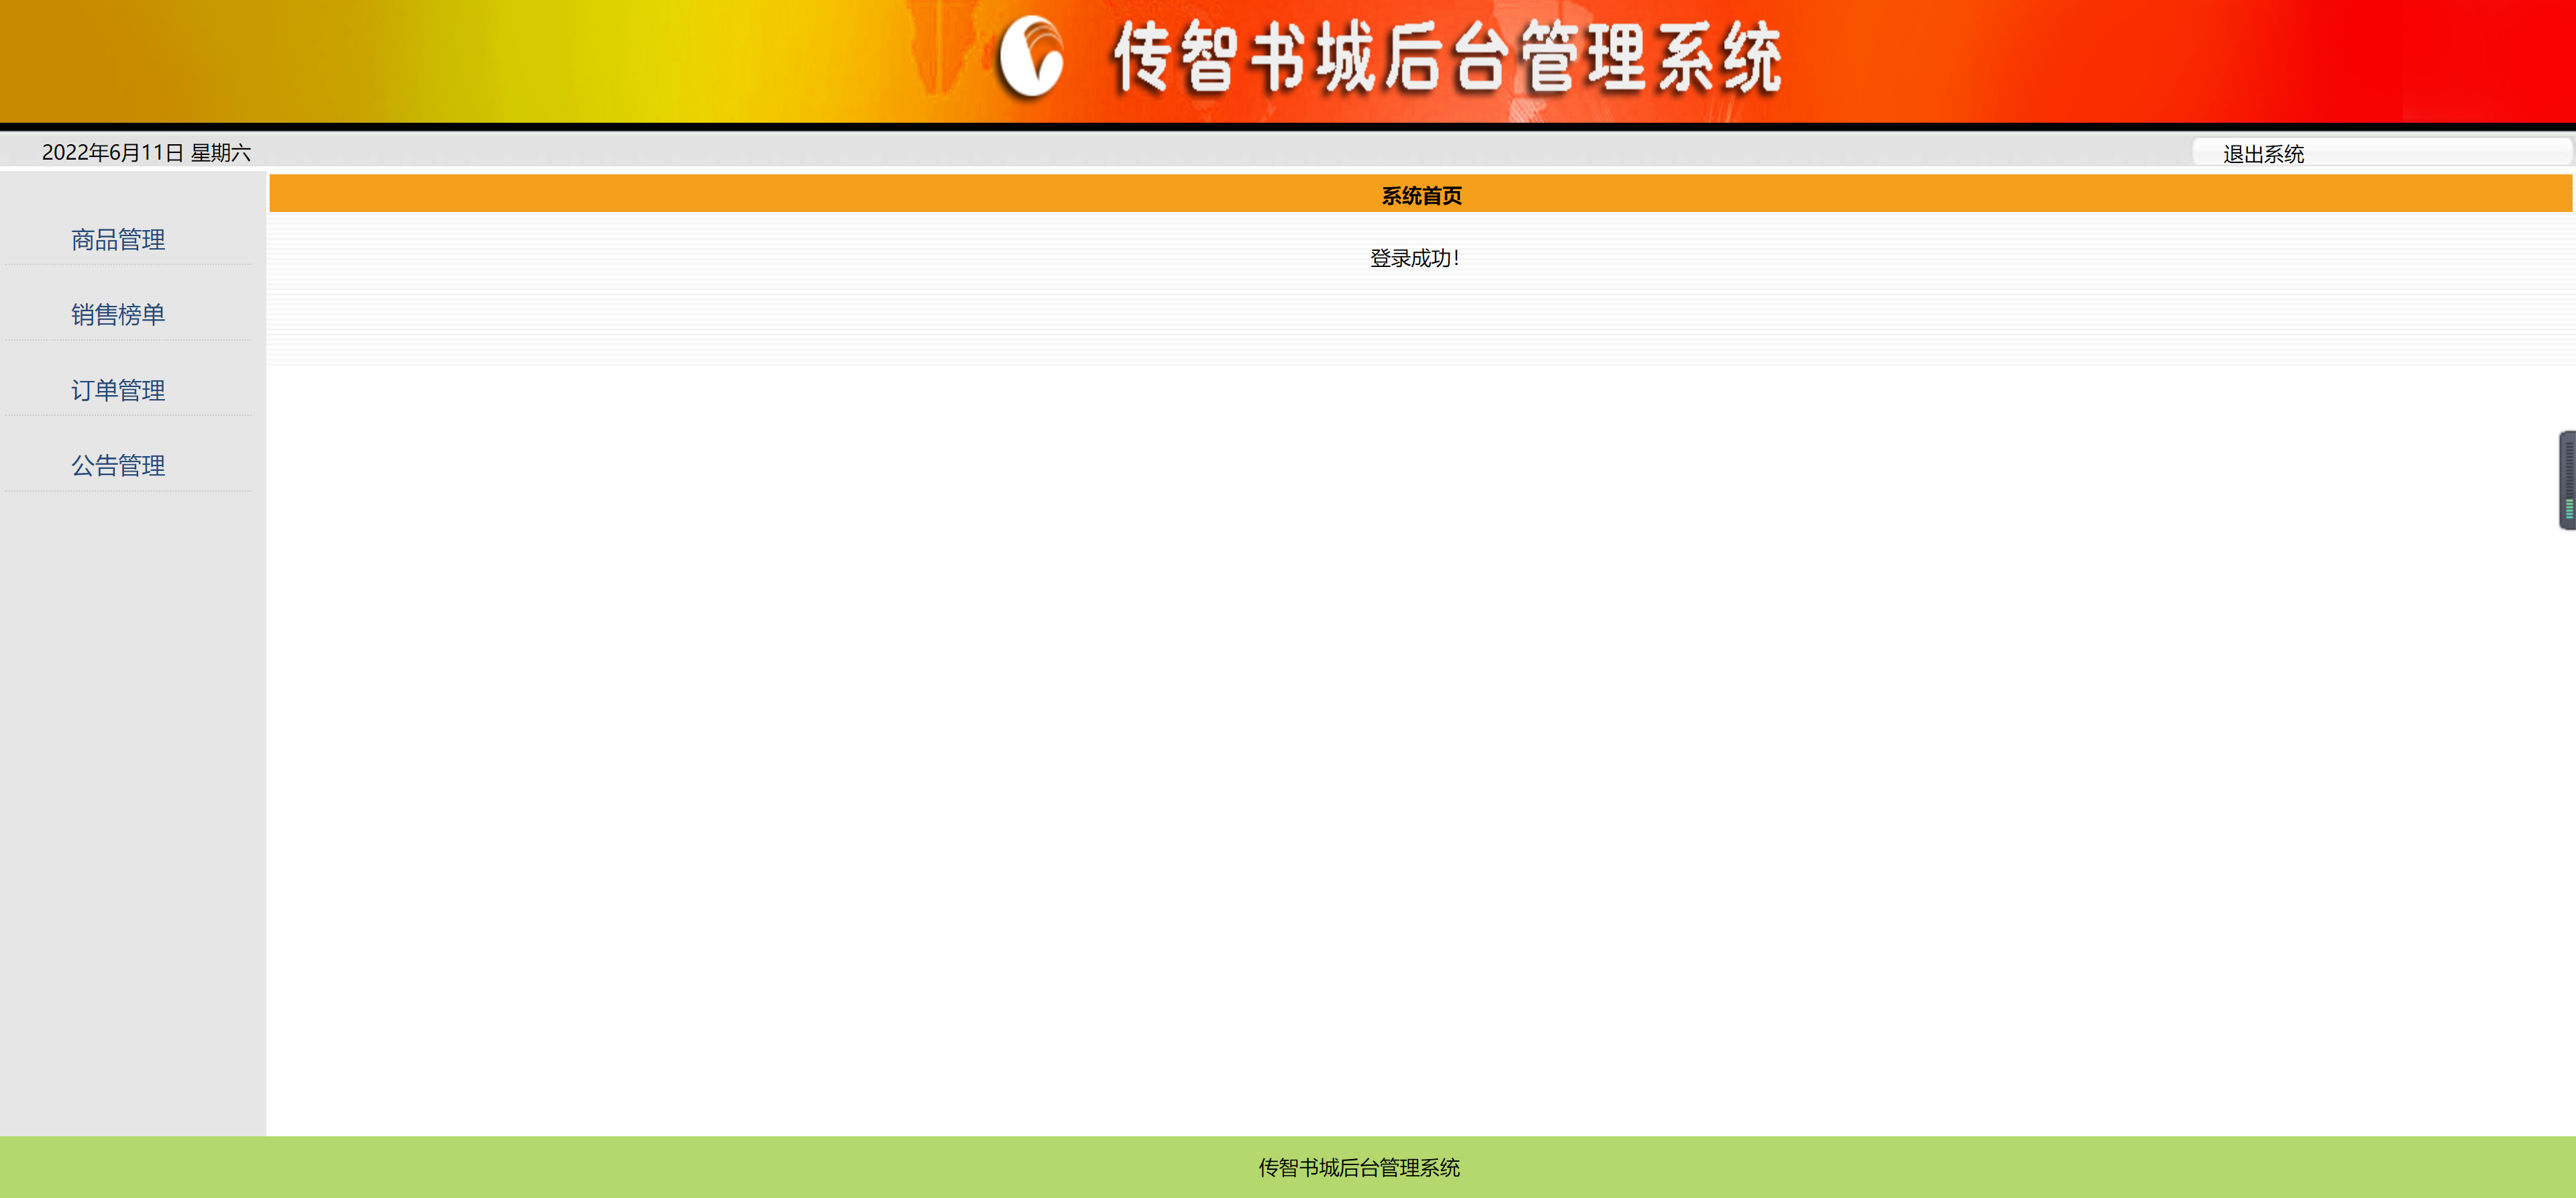 传智书城后台管理系统
2022年6月11日 星期六
退出系统
系统首页
商品管理
登录成功!
销售榜单
订单管理
公告管理
传智书城后台管理系统